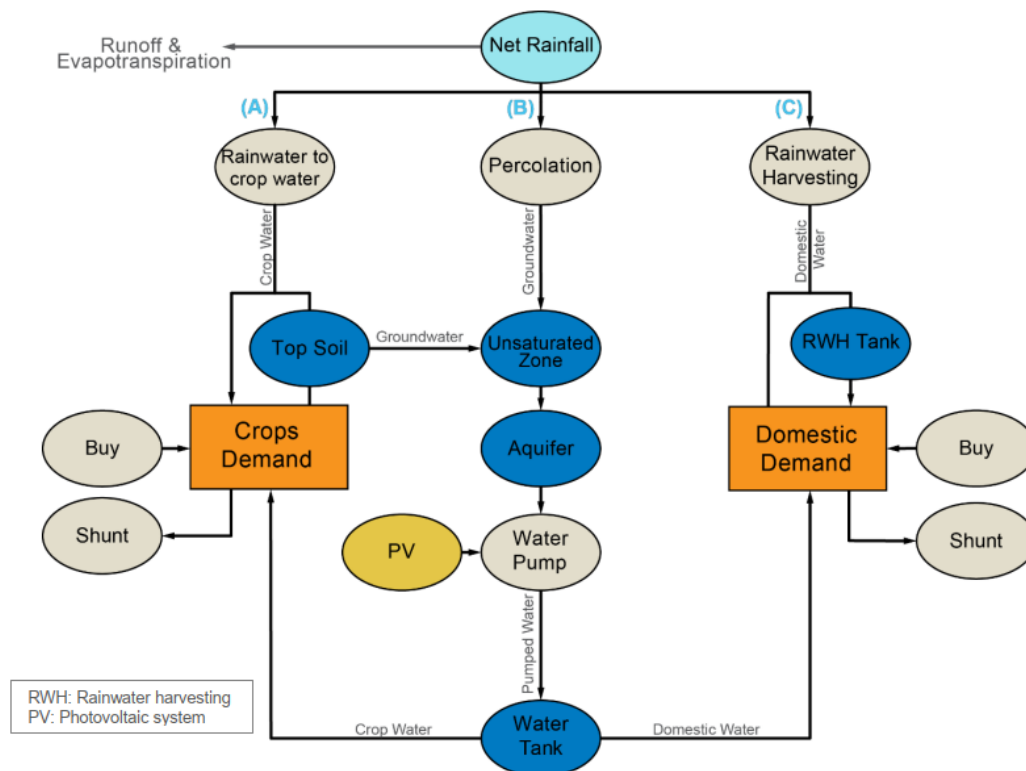 Net Rainfall
Runoff &
Evapotranspiration
(A)
(B)
(C)
Rainwater to
crop water
Percolation
Rainwater
Harvesting
Crop Water
Groundwater
Domestic
Water
Top Soil
Groundwater
Unsaturated
Zone
RWH Tank
Buy
Crops
Demand
Aquifer
Domestic
Demand
Buy
Shunt
PV
Water
Pump
Shunt
Pumped Water
RWH: Rainwater harvesting
PV: Photovoltaic system
Crop Water
Water
Tank
Domestic Water